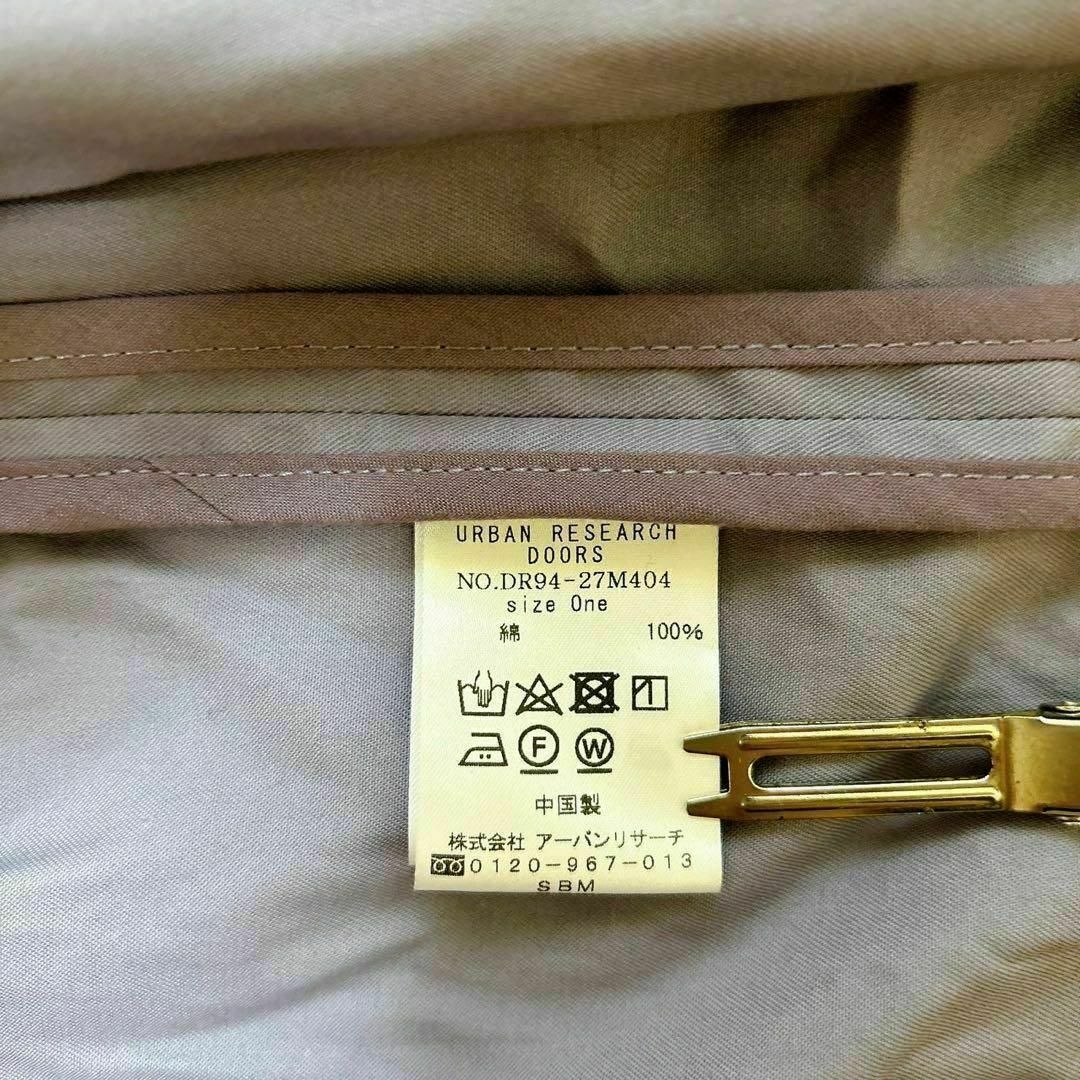 URBAN RESEARCH
DOORS
NO.DR94-27M404
size One
綿 100%
F W
中国製
株式会社 アーバンリサーチ
0120-967-013
SBM